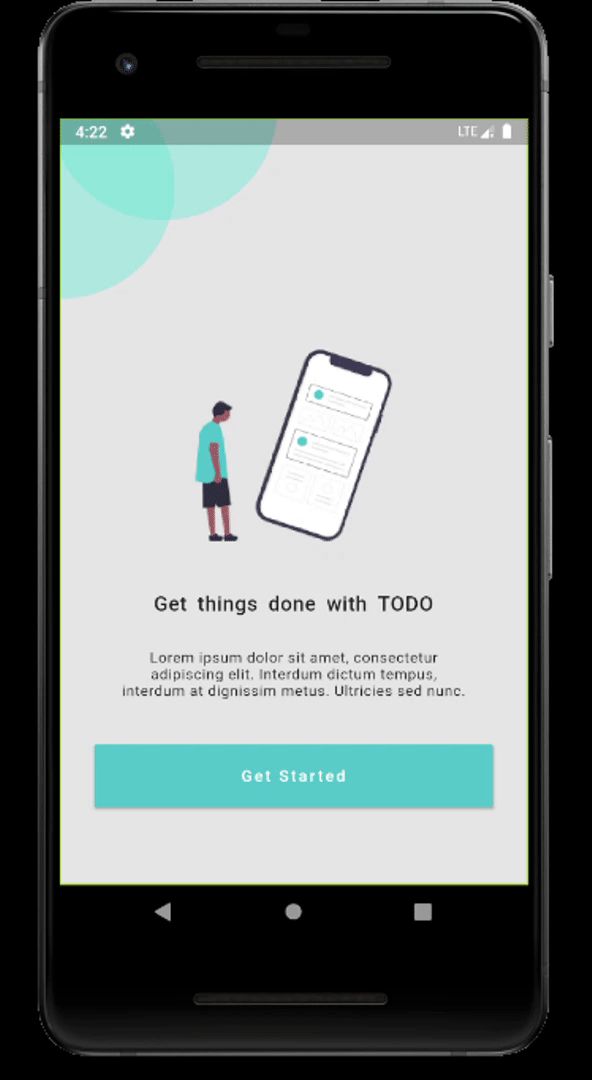 4:22
LTE
Get things done with TODO
Lorem ipsum dolor sit amet, consectetur
adipiscing elit. Interdum dictum tempus,
interdum at dignissim metus. Ultricies sed nunc.
Get Started